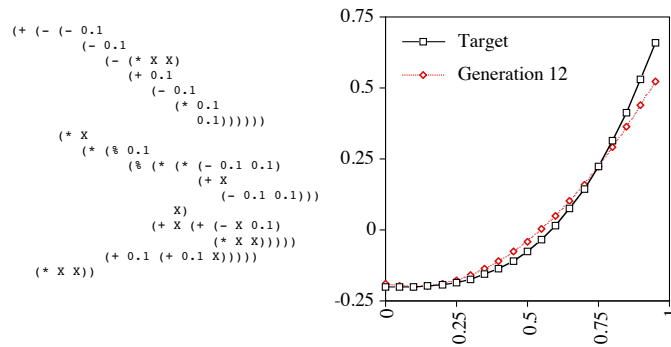 (+ (- (- 0.1
(- 0.1
(- (* X X)
(+ 0.1
(- 0.1
(* 0.1
0.1))))))
(* X
(* (% 0.1
(% (* (* (- 0.1 0.1)
(+ X
(- 0.1 0.1)))
X)
(+ X (+ (- X 0.1)
(* X X)))))
(+ 0.1 (+ 0.1 X)))))
(* X X))
0.75
0.5
0.25
0
-0.25
Target
Generation 12
0
0.25
0.5
0.75
1